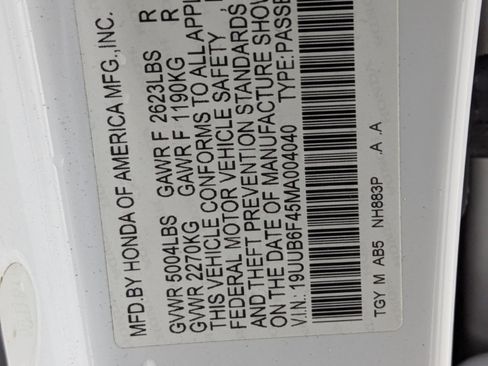 MFD.BY HONDA OF AMERICA MFG.,INC.
GVWR 5004LBS GAWR F 2623LBS R
GVWR 2270KG GAWR F 1190KG R
THIS VEHICLE CONFORMS TO ALL APPLI
FEDERAL MOTOR VEHICLE SAFETY,
AND THEFT PREVENTION STANDARDS
ON THE DATE OF MANUFACTURE SHOW
V.I.N.: 19UUB6F45MA004040 TYPE:PASSE
TGY M AB5 NH883P .A .A